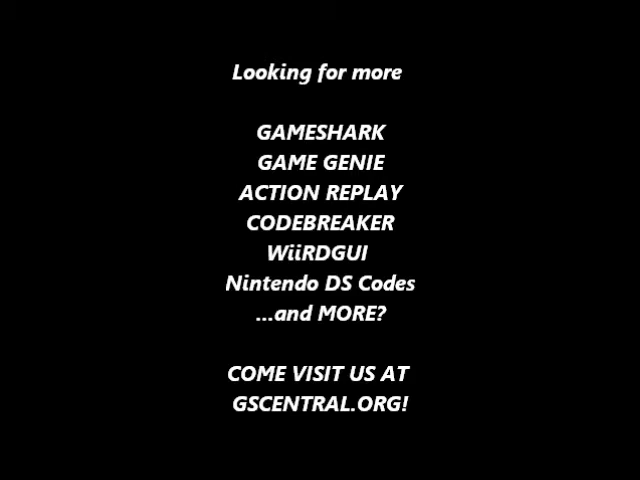 Looking for more
GAMESHARK
GAME GENIE
ACTION REPLAY
CODEBREAKER
WiiRDGUI
Nintendo DS Codes
...and MORE?
COME VISIT US AT
GSCENTRAL.ORG!